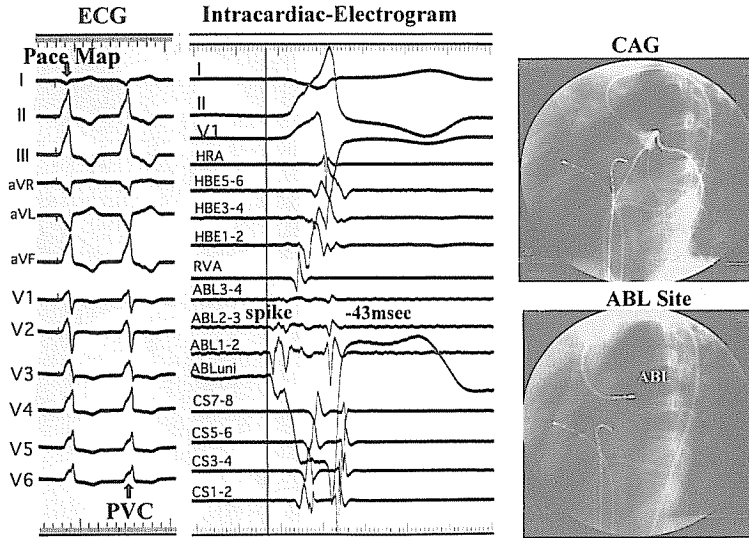 ECG
Pace Map
I
II
III
aVR
aVL
aVF
V1
V2
V3
V4
V5
V6
PVC
Intracardiac-Electrogram
I
II
V1
HRA
HBE5-6
HBE3-4
HBE1-2
RVA
ABL3-4
ABL2-3 spike -43msec
ABL1-2
ABLuni
CS7-8
CS5-6
CS3-4
CS1-2
CAG
ABL Site
ABL